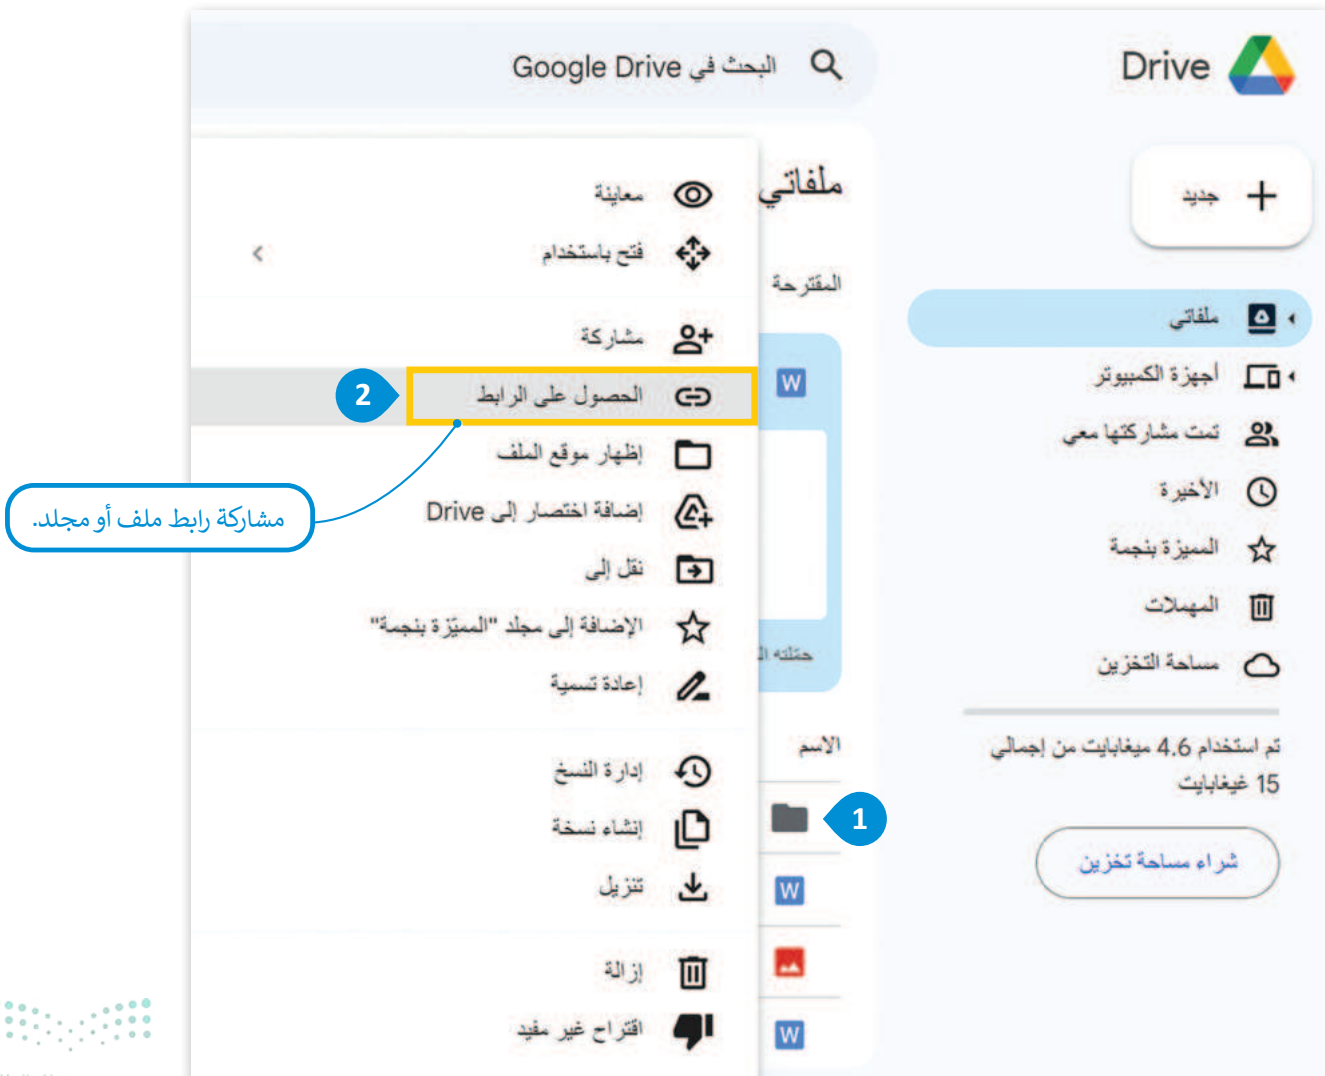 Drive
البحث في Google Drive
جديد
ملفاتي
أجهزة الكمبيوتر
تمت مشاركتها معي
الأخيرة
المميزة بنجمة
المهملات
مساحة التخزين
تم استخدام 4.6 ميغابايت من إجمالي
15 غيغابايت
شراء مساحة تخزين
ملفاتي
المقترحة
W
حمّلته
الاسم
1
W
W
معاينة
فتح باستخدام
مشاركة
الحصول على الرابط
2
إظهار موقع الملف
إضافة اختصار إلى Drive
نقل إلى
الإضافة إلى مجلد "المميّزة بنجمة"
إعادة تسمية
إدارة النسخ
إنشاء نسخة
تنزيل
إزالة
اقتراح غير مفيد
مشاركة رابط ملف أو مجلد.